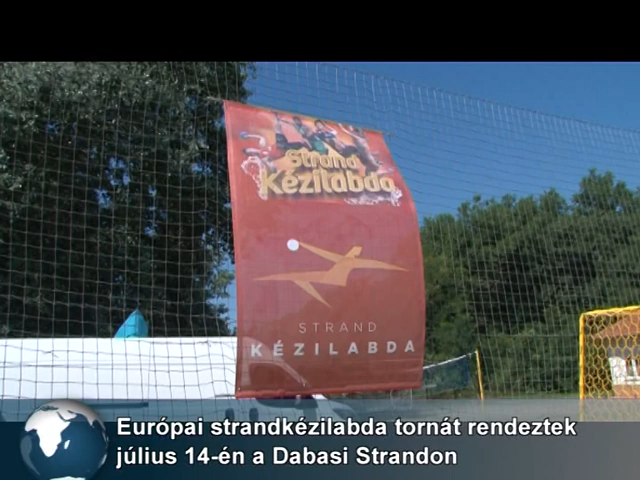 Strand
Kézilabda
STRAND
KÉZILABDA
Európai strandkézilabda tornát rendeztek
július 14-én a Dabasi Strandon